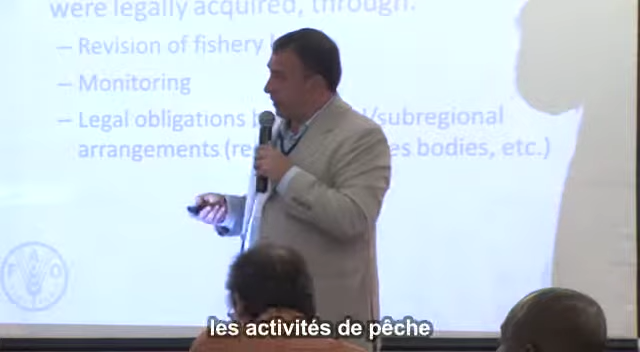 were legally acquired, through:
– Revision of fishery
– Monitoring
– Legal obligations /subregional
arrangements ( es bodies, etc.)
FAO
les activités de pêche